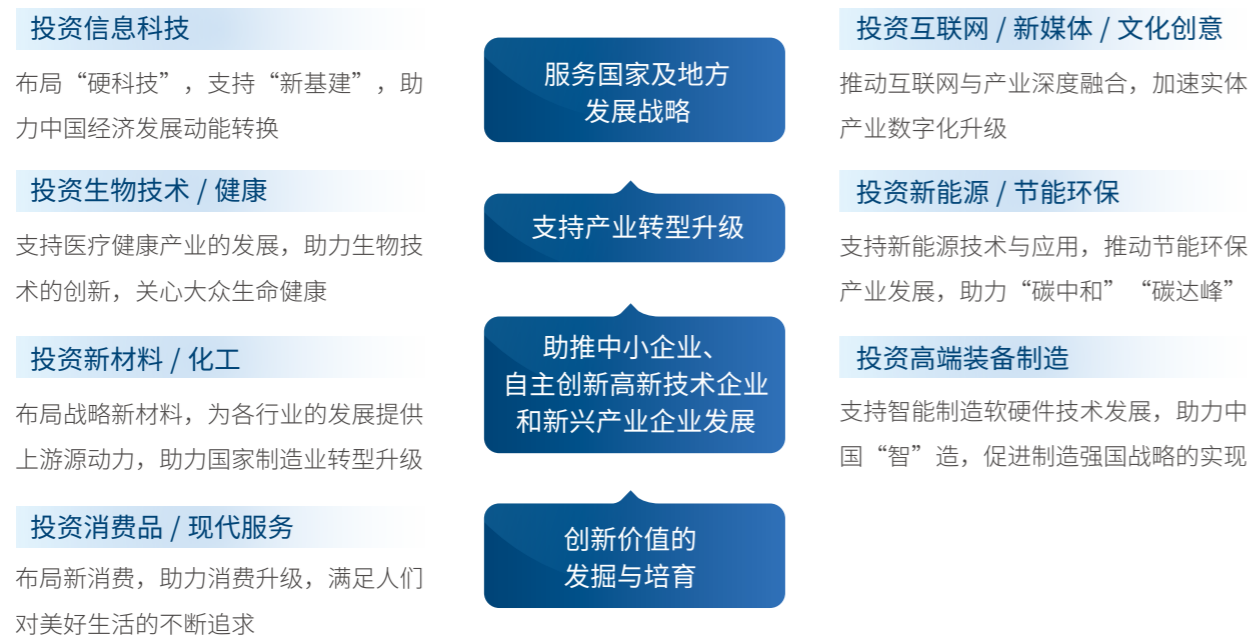 投资信息科技
布局“硬科技”，支持“新基建”，助
力中国经济发展动能转换
投资生物技术 / 健康
支持医疗健康产业的发展，助力生物技
术的创新，关心大众生命健康
投资新材料 / 化工
布局战略新材料，为各行业的发展提供
上游源动力，助力国家制造业转型升级
投资消费品 / 现代服务
布局新消费，助力消费升级，满足人们
对美好生活的不断追求
服务国家及地方
发展战略
支持产业转型升级
助推中小企业、
自主创新高新技术企业
和新兴产业企业发展
创新价值的
发掘与培育
投资互联网 / 新媒体 / 文化创意
推动互联网与产业深度融合，加速实体
产业数字化升级
投资新能源 / 节能环保
支持新能源技术与应用，推动节能环保
产业发展，助力“碳中和”“碳达峰”
投资高端装备制造
支持智能制造软硬件技术发展，助力中
国“智”造，促进制造强国战略的实现